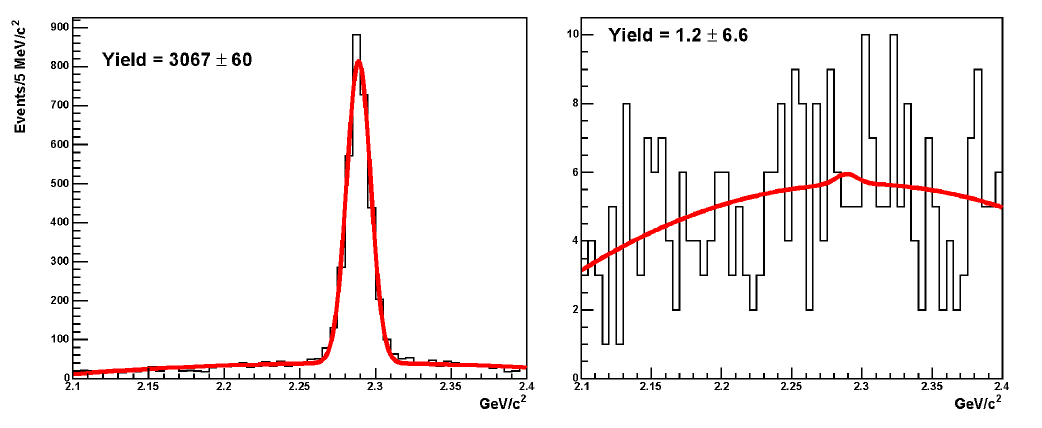 Events/5 MeV/c²
900
800
700
600
500
400
300
200
100
0
Yield = 3067 ± 60
2.1 2.15 2.2 2.25 2.3 2.35 2.4
GeV/c²
10
8
6
4
2
0
Yield = 1.2 ± 6.6
2.1 2.15 2.2 2.25 2.3 2.35 2.4
GeV/c²